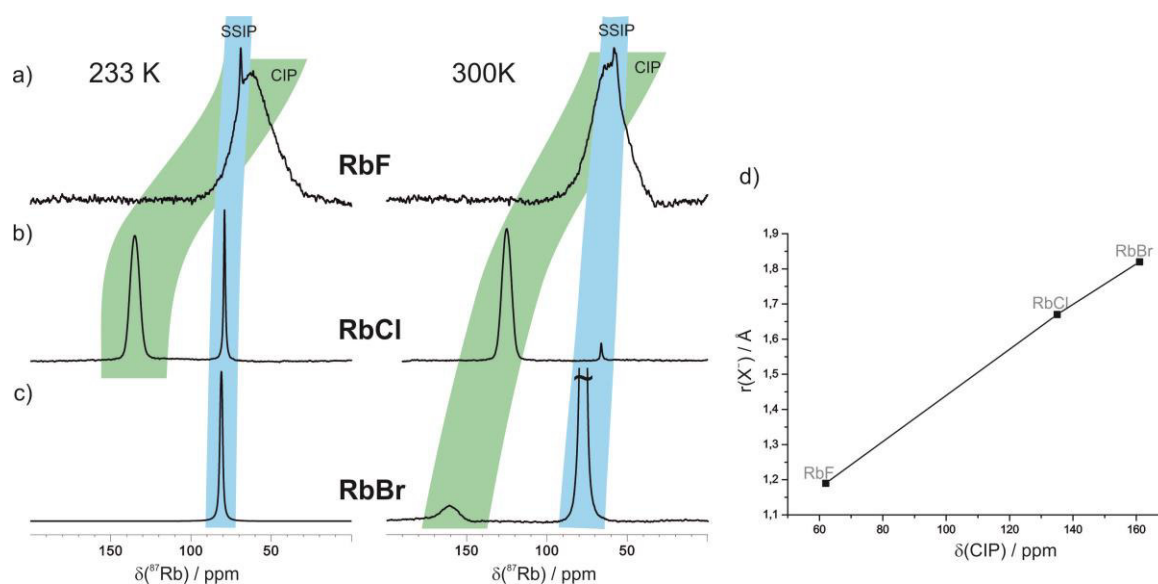 a)
233 K
SSIP
CIP
300K
SSIP
CIP
RbF
b)
RbCl
c)
RbBr
150
100
50
δ(⁸⁷Rb) / ppm
150
100
50
δ(⁸⁷Rb) / ppm
d)
1,9
1,8
1,7
1,6
1,5
1,4
1,3
1,2
1,1
r(X⁻) / Å
RbBr
RbCl
RbF
60
80
100
120
140
160
δ(CIP) / ppm